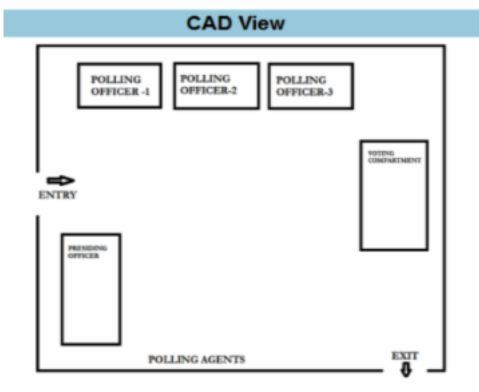 CAD View
POLLING
OFFICER -1
POLLING
OFFICER-2
POLLING
OFFICER-3
VOTING
COMPARTMENT
ENTRY
PRESIDING
OFFICER
POLLING AGENTS
EXIT